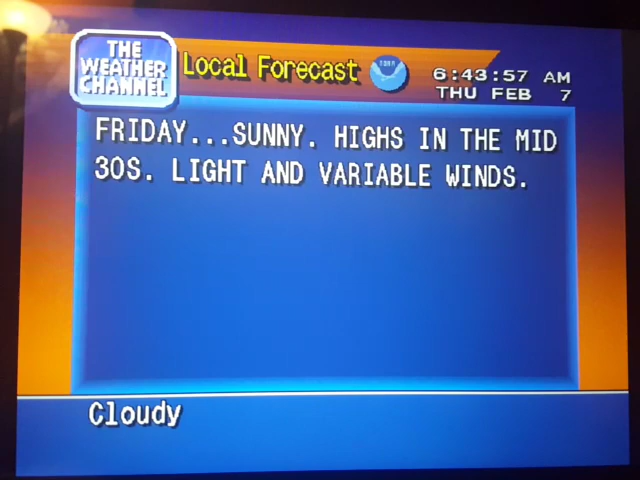 THE
WEATHER
CHANNEL
Local Forecast
NOAA
6:43:57 AM
THU FEB 7
FRIDAY...SUNNY. HIGHS IN THE MID
30S. LIGHT AND VARIABLE WINDS.
Cloudy